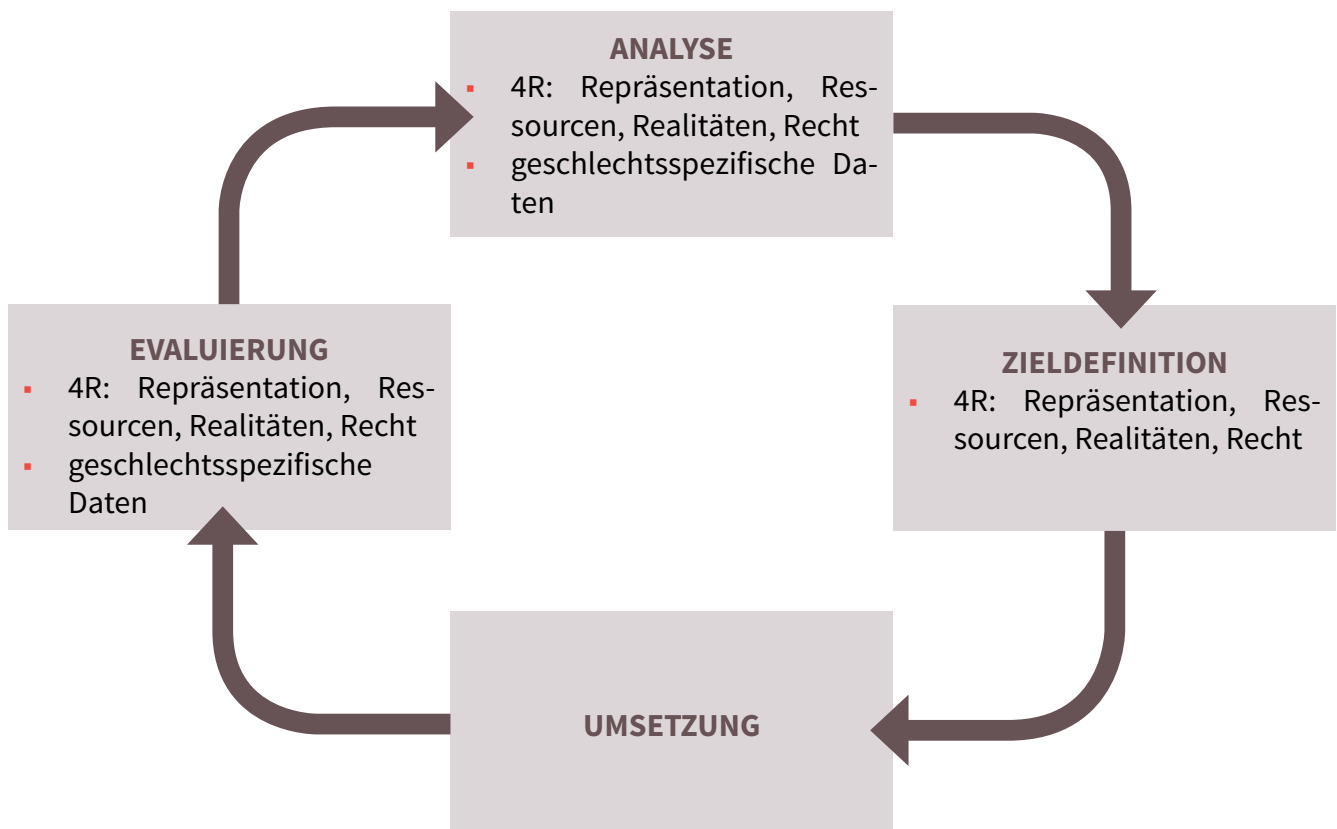 ANALYSE
▪ 4R: Repräsentation, Res-
sourcen, Realitäten, Recht
▪ geschlechtsspezifische Da-
ten
EVALUIERUNG
▪ 4R: Repräsentation, Res-
sourcen, Realitäten, Recht
▪ geschlechtsspezifische
Daten
ZIELDEFINITION
▪ 4R: Repräsentation, Res-
sourcen, Realitäten, Recht
UMSETZUNG